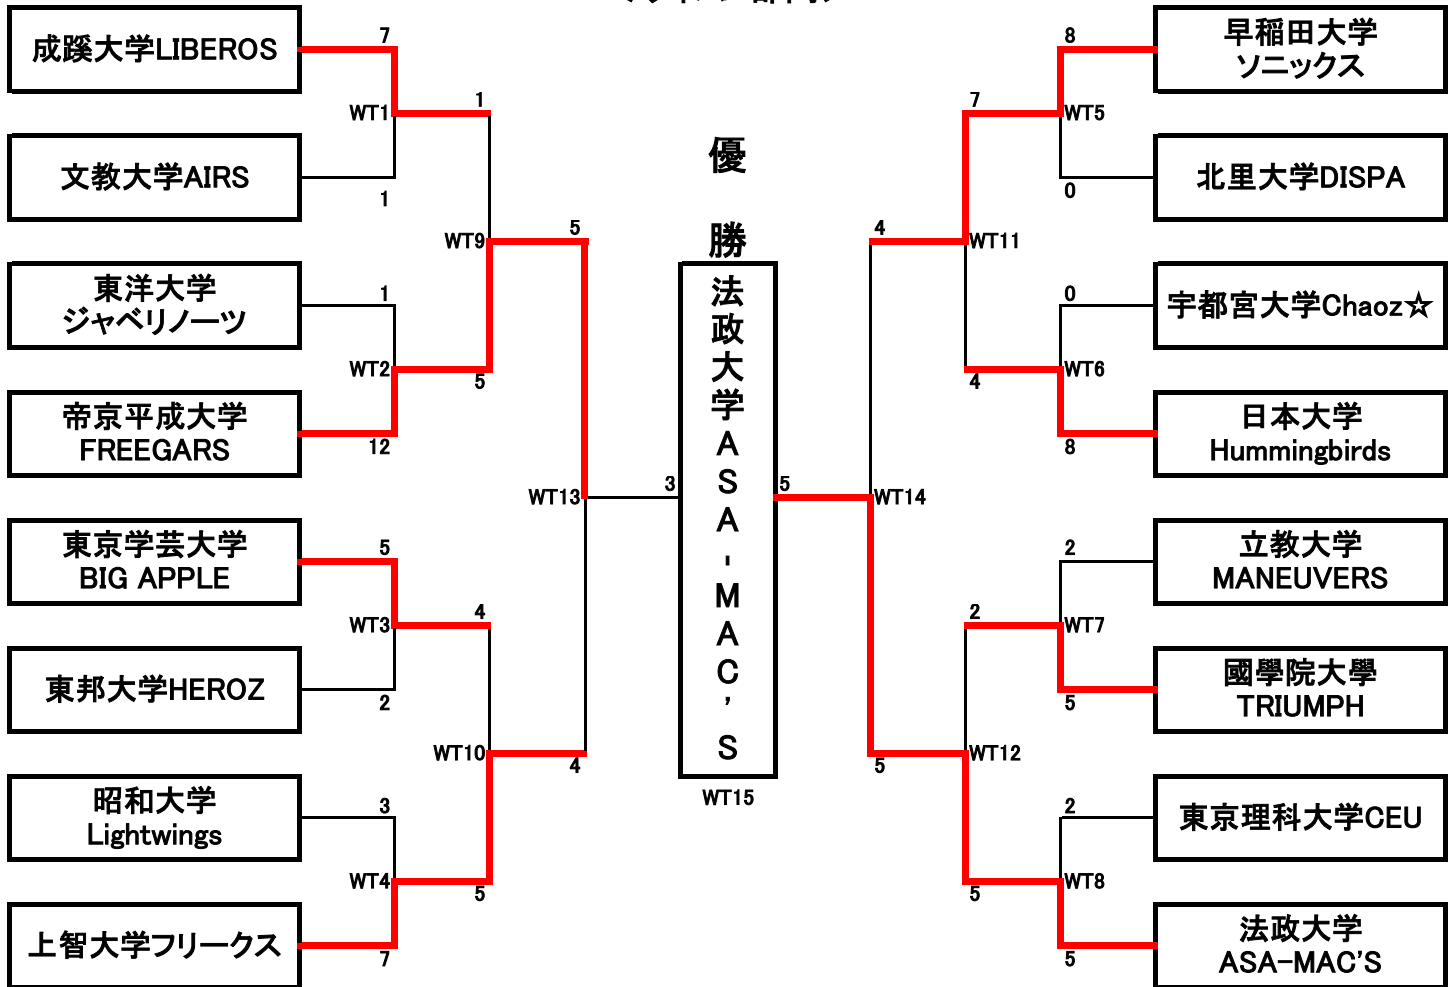 成蹊大学LIBEROS
文教大学AIRS
東洋大学
ジャベリノーツ
帝京平成大学
FREEGARS
東京学芸大学
BIG APPLE
東邦大学HEROZ
昭和大学
Lightwings
上智大学フリークス
7
WT1
1
1
WT2
12
5
WT3
2
3
WT4
7
1
WT9
5
4
WT10
5
5
WT13
4
3
優
勝
法政大学ASA-MAC'S
WT15
5
4
WT14
5
7
WT11
4
2
WT12
5
8
WT5
0
0
WT6
8
2
WT7
5
2
WT8
5
早稲田大学
ソニックス
北里大学DISPA
宇都宮大学Chaoz☆
日本大学
Hummingbirds
立教大学
MANEUVERS
國學院大學
TRIUMPH
東京理科大学CEU
法政大学
ASA-MAC'S